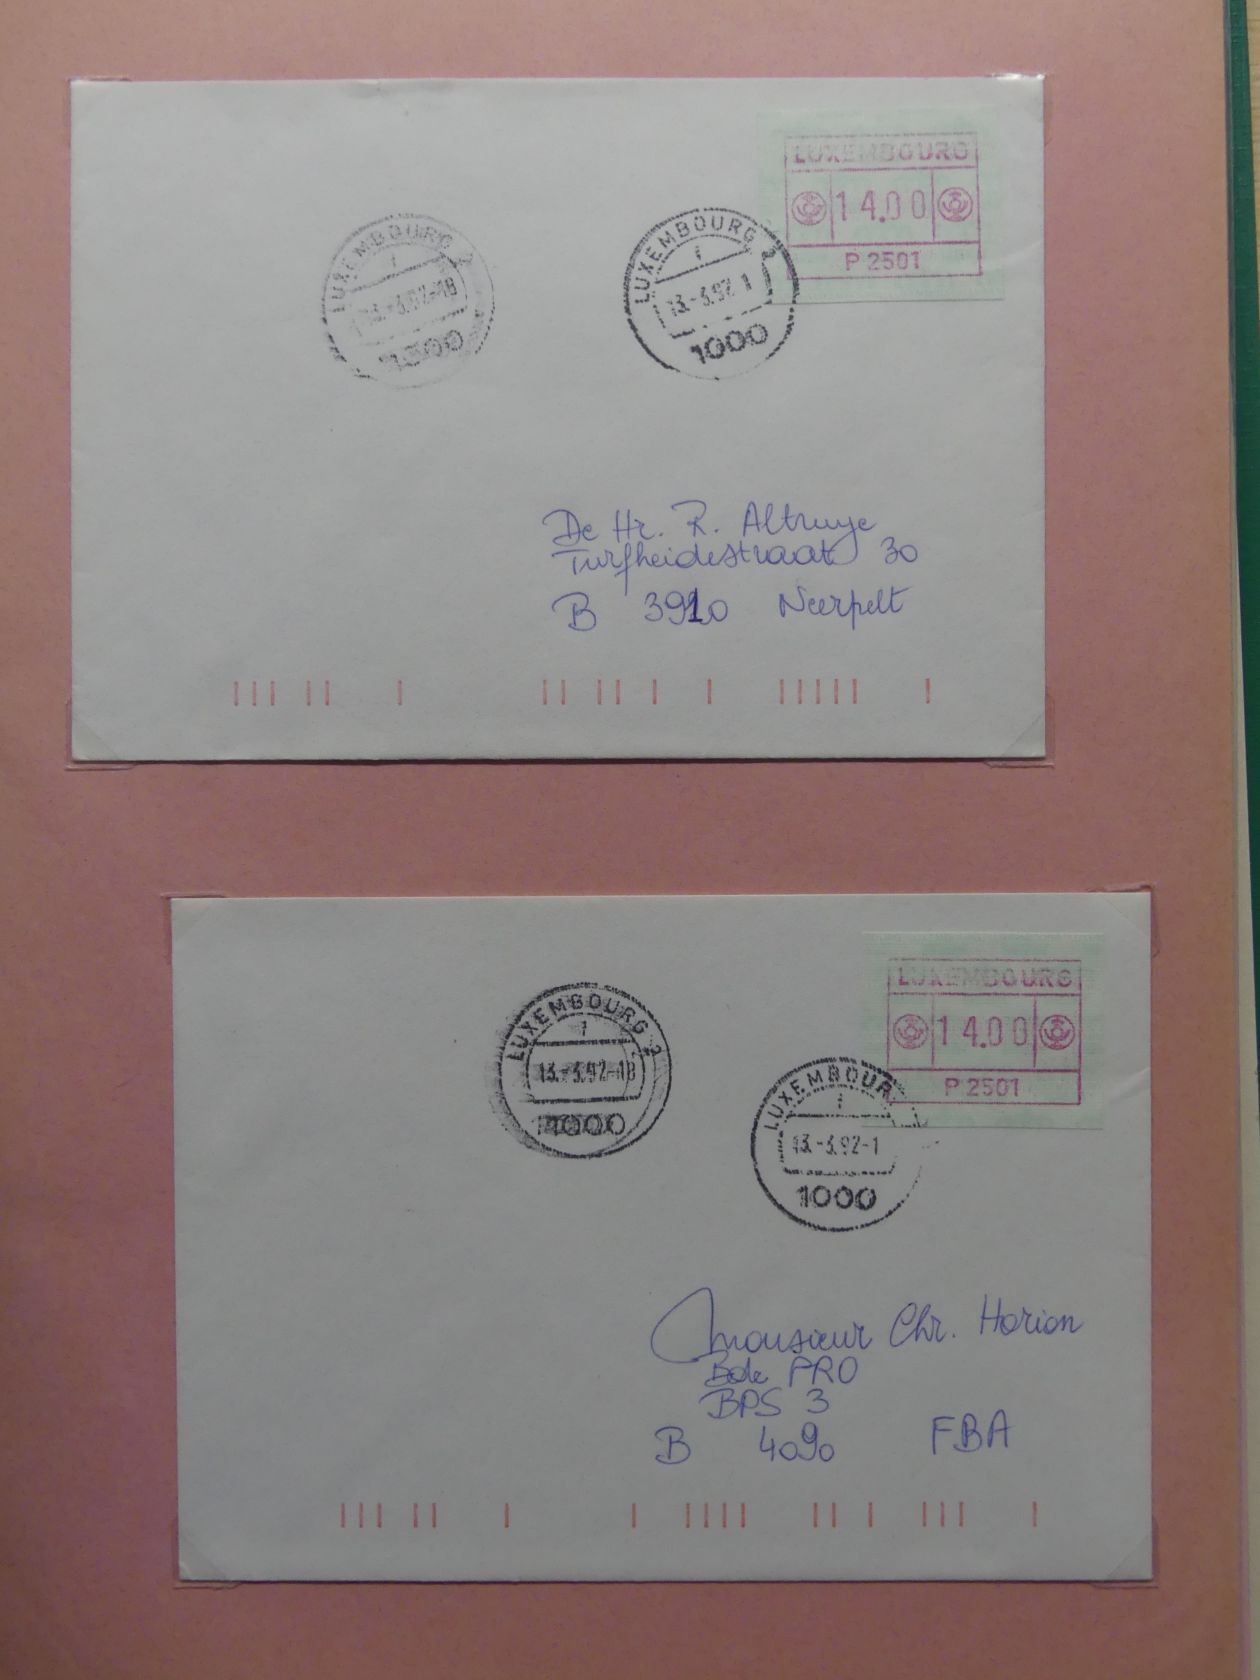 LUXEMBOURG
14.00
P 2501
LUXEMBOURG 2
13.-3.92-18
LUXEMBOURG 2
13.-3.92-1
1000
De Hr. R. Altruye
Turfheidestraat 30
B 3910 Neerpelt
LUXEMBOURG
14.00
P 2501
LUXEMBOURG 2
13.-3.92-18
1000
LUXEMBOUR
13.-3.92-1
1000
Monsieur Chr. Horion
Bde PRO
BPS 3
B 4090 FBA